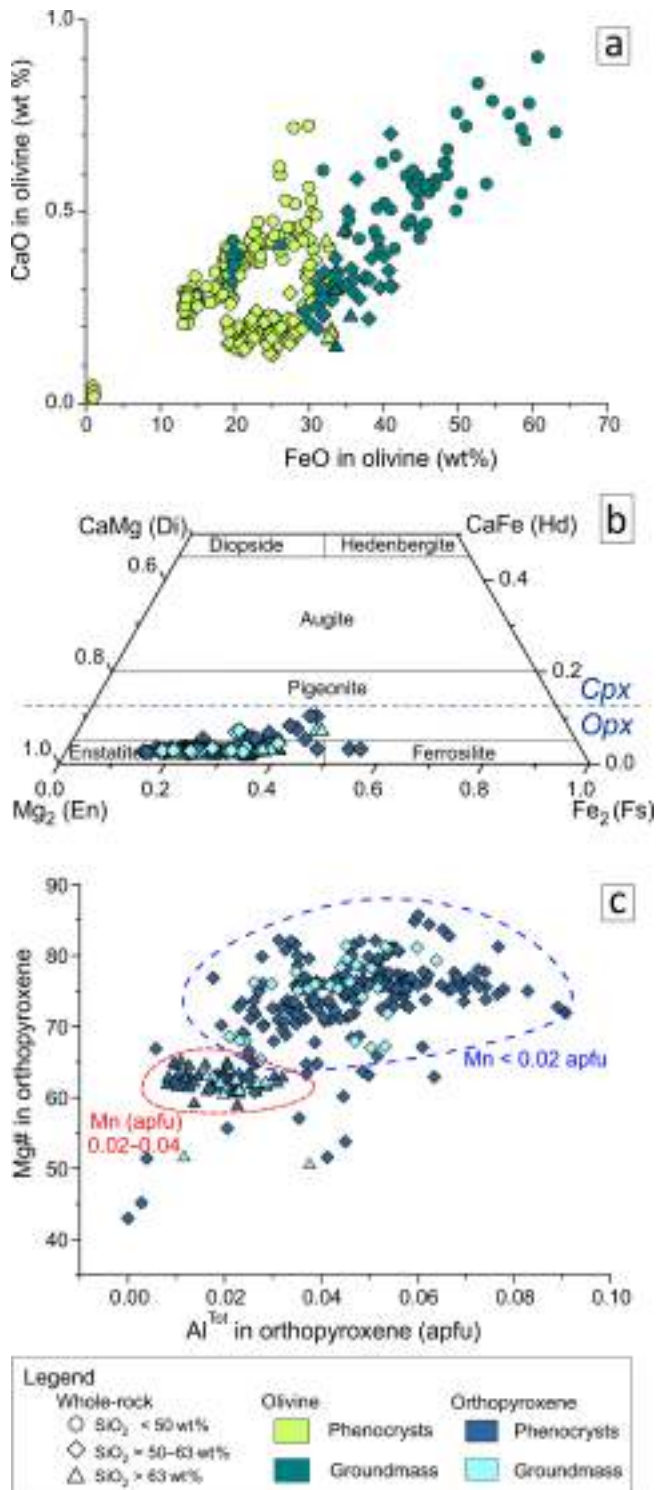 a
CaO in olivine (wt %)
1.0
0.5
0.0
0 10 20 30 40 50 60 70
FeO in olivine (wt%)
b
CaMg (Di) CaFe (Hd)
Diopside Hedenbergite
0.6 0.4
Augite
0.8 0.2
Pigeonite
Cpx
Opx
1.0 Enstatite Ferrosilite 0.0
0.0 0.2 0.4 0.6 0.8 1.0
Mg₂ (En) Fe₂ (Fs)
c
Mg# in orthopyroxene
90
80
70
60
50
40
Mn < 0.02 apfu
Mn (apfu)
0.02–0.04
0.00 0.02 0.04 0.06 0.08 0.10
Alᵀᵒᵗ in orthopyroxene (apfu)
Legend
Whole-rock Olivine Orthopyroxene
SiO₂ < 50 wt% Phenocrysts Phenocrysts
SiO₂ = 50–63 wt% Groundmass Groundmass
SiO₂ > 63 wt%